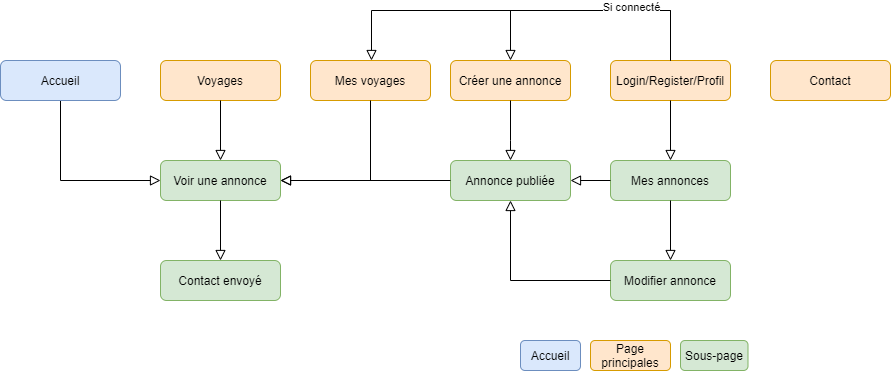 Si connecté
Accueil
Voyages
Mes voyages
Créer une annonce
Login/Register/Profil
Contact
Voir une annonce
Annonce publiée
Mes annonces
Contact envoyé
Modifier annonce
Accueil
Page
principales
Sous-page